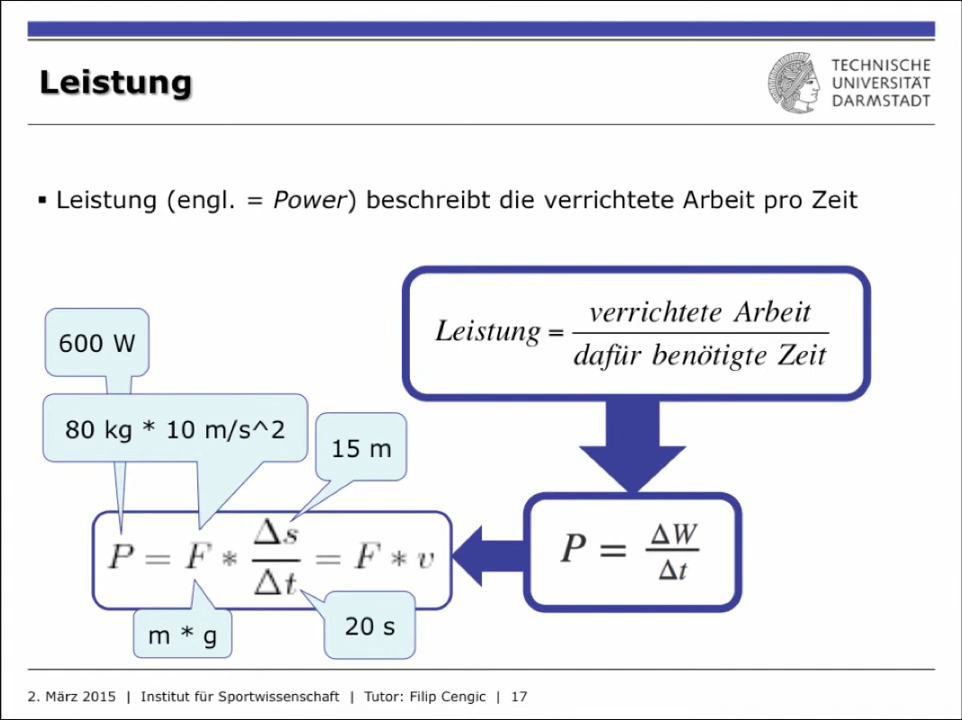 Leistung
TECHNISCHE
UNIVERSITÄT
DARMSTADT
▪ Leistung (engl. = Power) beschreibt die verrichtete Arbeit pro Zeit
Leistung = verrichtete Arbeit / dafür benötigte Zeit
600 W
80 kg * 10 m/s^2
15 m
P = F * Δs/Δt = F * v
P = ΔW/Δt
m * g
20 s
2. März 2015 | Institut für Sportwissenschaft | Tutor: Filip Cengic | 17